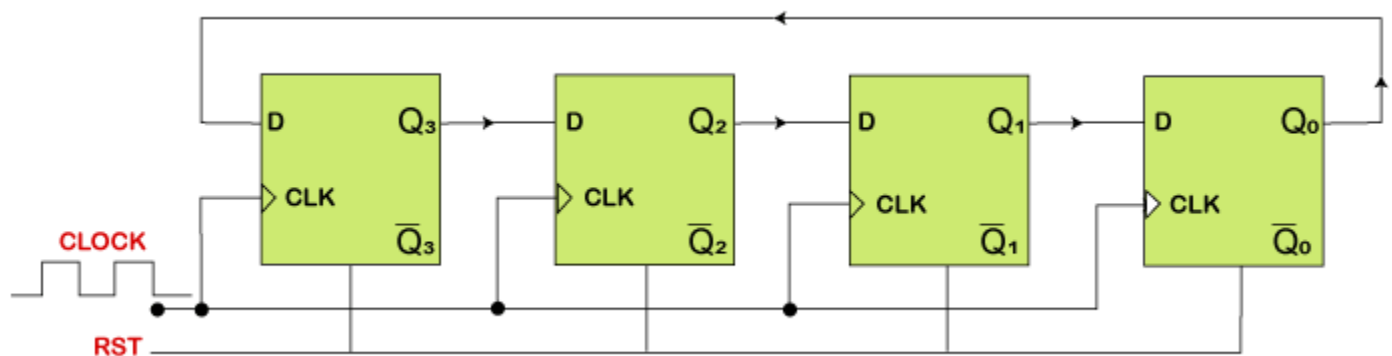 D Q₃ D Q₂ D Q₁ D Q₀
CLK CLK CLK CLK
CLOCK Q̅₃ Q̅₂ Q̅₁ Q̅₀
RST